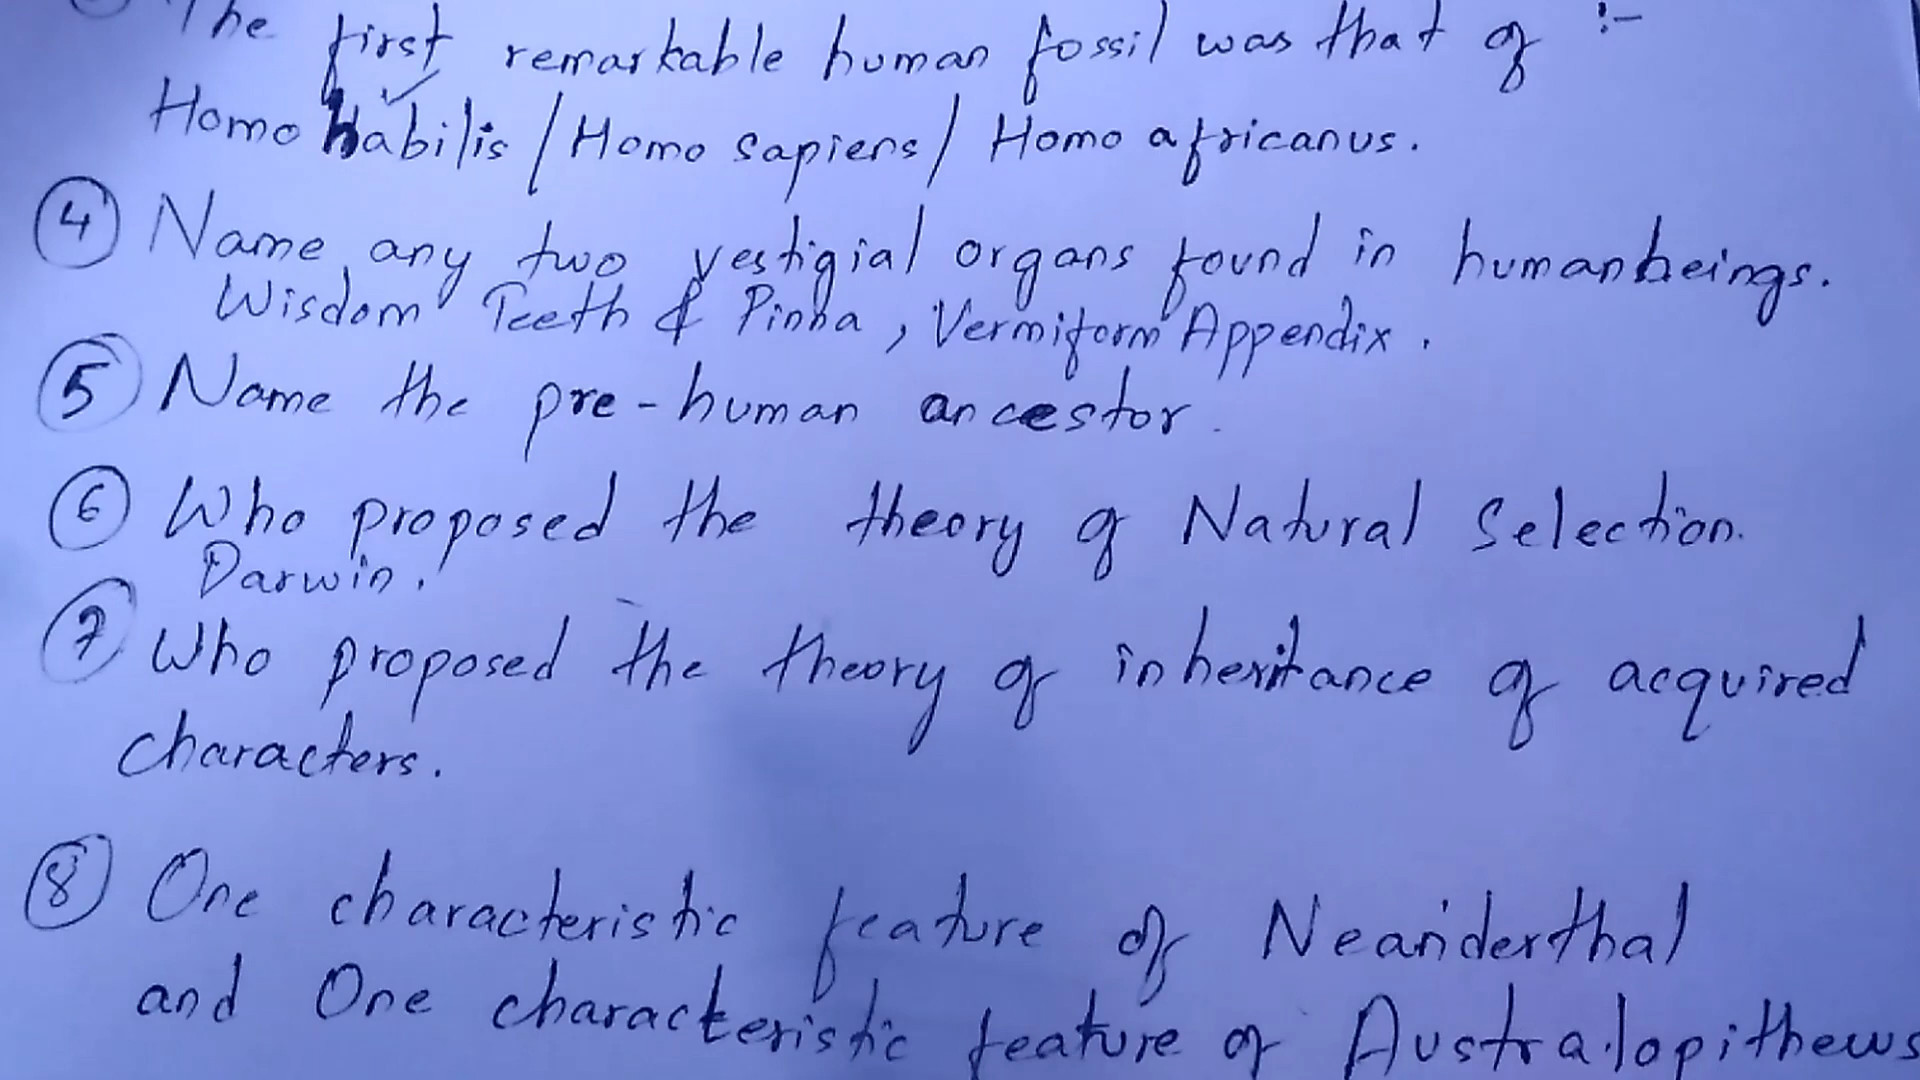 The first remarkable human fossil was that of :-
Homo habilis / Homo sapiens / Homo africanus.
4 Name any two vestigial organs found in humanbeings.
Wisdom Teeth & Pinna, Vermiform Appendix.
5 Name the pre-human ancestor.
6 Who proposed the theory of Natural Selection.
Darwin.
7 Who proposed the theory of inheritance of acquired
characters.
8 One characteristic feature of Neanderthal
and One characteristic feature of Australopithecus